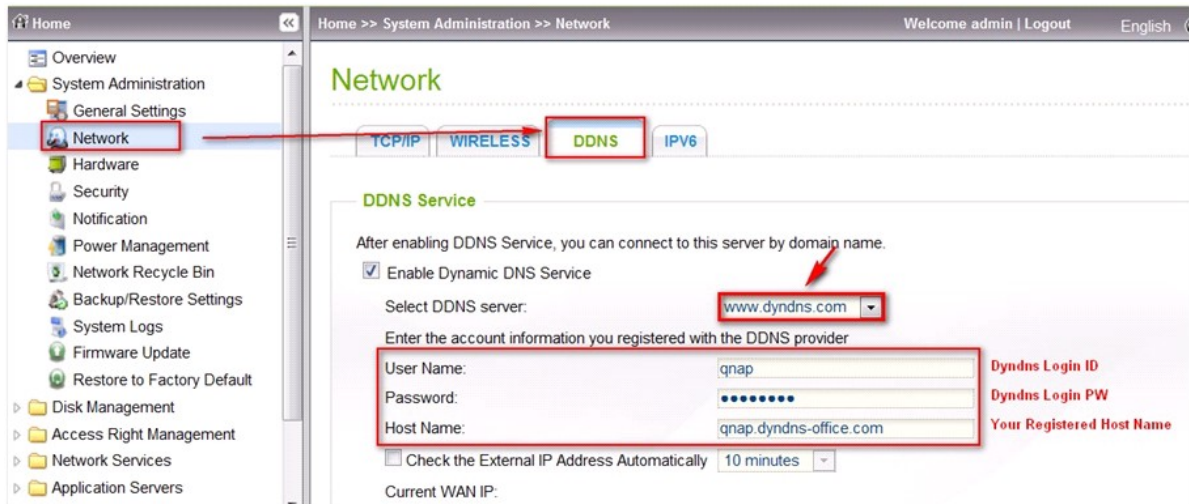 Home
Home >> System Administration >> Network
Welcome admin | Logout
English
Overview
System Administration
General Settings
Network
Hardware
Security
Notification
Power Management
Network Recycle Bin
Backup/Restore Settings
System Logs
Firmware Update
Restore to Factory Default
Disk Management
Access Right Management
Network Services
Application Servers
Network
TCP/IP WIRELESS DDNS IPV6
DDNS Service
After enabling DDNS Service, you can connect to this server by domain name.
Enable Dynamic DNS Service
Select DDNS server: www.dyndns.com
Enter the account information you registered with the DDNS provider
User Name: qnap Dyndns Login ID
Password: •••••••• Dyndns Login PW
Host Name: qnap.dyndns-office.com Your Registered Host Name
Check the External IP Address Automatically 10 minutes
Current WAN IP: